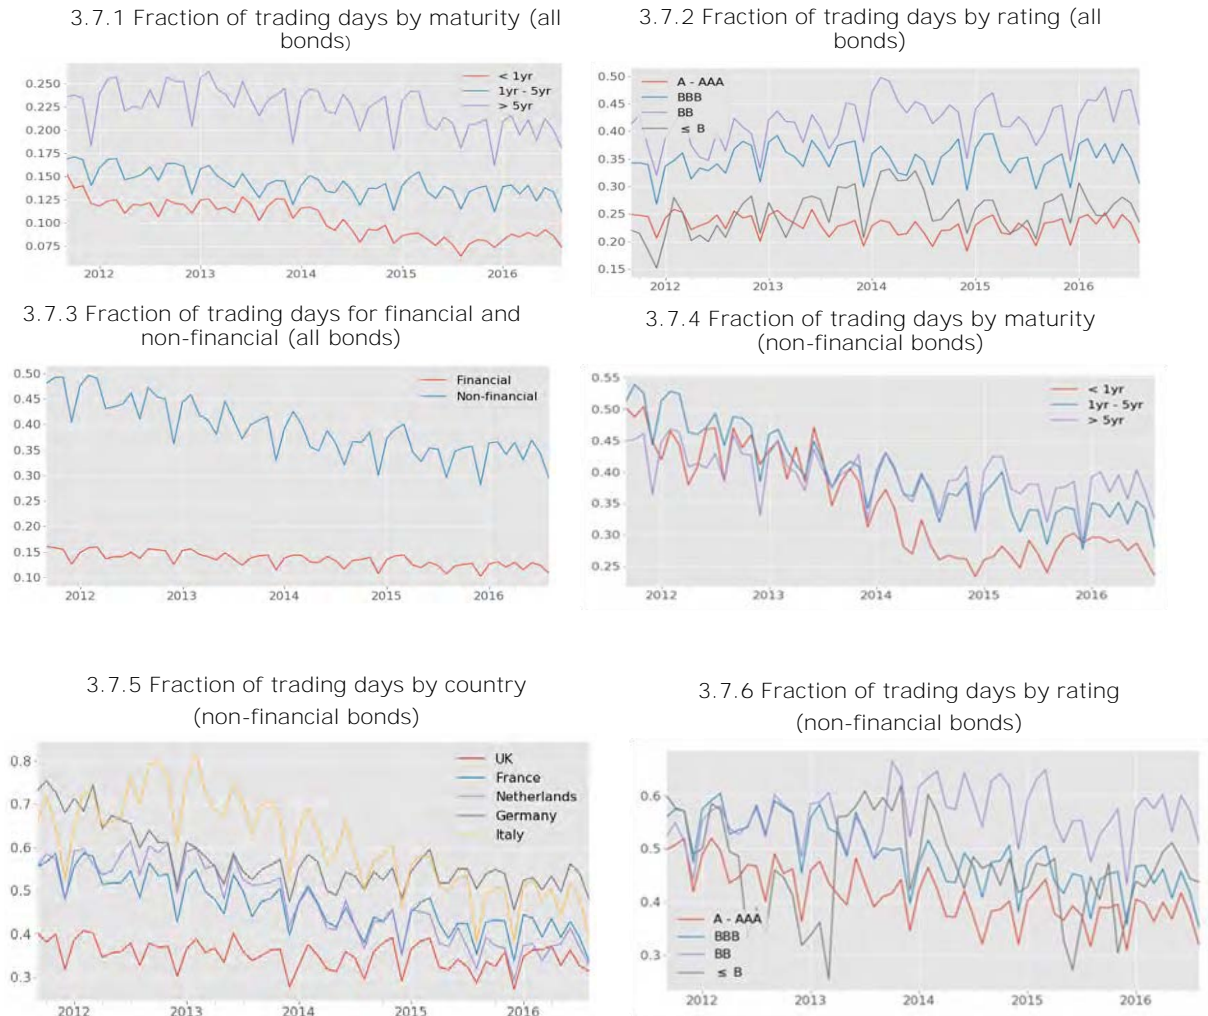 3.7.1 Fraction of trading days by maturity (all
bonds)
0.250
0.225
0.200
0.175
0.150
0.125
0.100
0.075
< 1yr
1yr - 5yr
> 5yr
2012 2013 2014 2015 2016
3.7.2 Fraction of trading days by rating (all
bonds)
0.50
0.45
0.40
0.35
0.30
0.25
0.20
0.15
A - AAA
BBB
BB
≤ B
2012 2013 2014 2015 2016
3.7.3 Fraction of trading days for financial and
non-financial (all bonds)
0.50
0.45
0.40
0.35
0.30
0.25
0.20
0.15
0.10
Financial
Non-financial
2012 2013 2014 2015 2016
3.7.4 Fraction of trading days by maturity
(non-financial bonds)
0.55
0.50
0.45
0.40
0.35
0.30
0.25
< 1yr
1yr - 5yr
> 5yr
2012 2013 2014 2015 2016
3.7.5 Fraction of trading days by country
(non-financial bonds)
0.8
0.7
0.6
0.5
0.4
0.3
UK
France
Netherlands
Germany
Italy
2012 2013 2014 2015 2016
3.7.6 Fraction of trading days by rating
(non-financial bonds)
0.6
0.5
0.4
0.3
A - AAA
BBB
BB
≤ B
2012 2013 2014 2015 2016